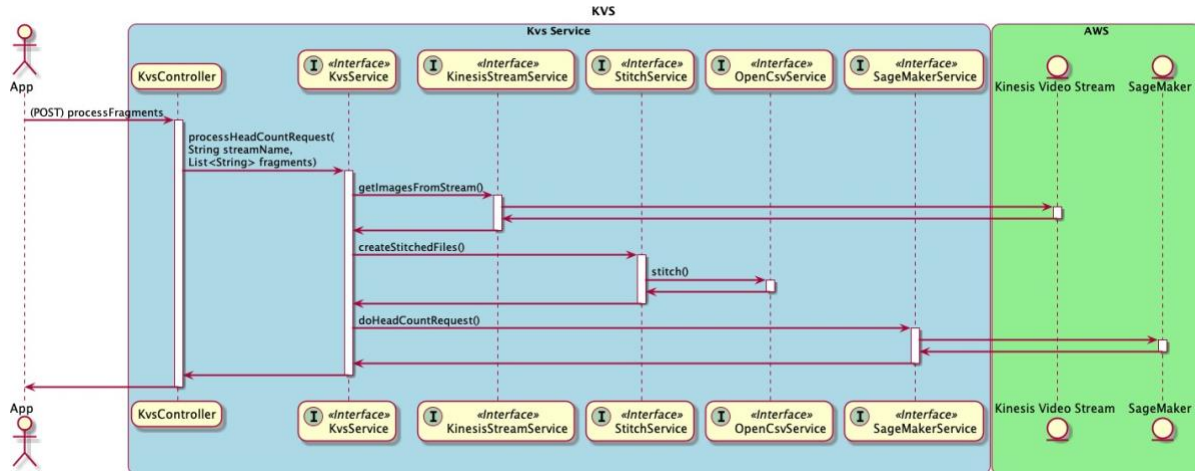 KVS
Kvs Service
AWS
App
KvsController
I «Interface»
KvsService
I «Interface»
KinesisStreamService
I «Interface»
StitchService
I «Interface»
OpenCsvService
I «Interface»
SageMakerService
Kinesis Video Stream
SageMaker
(POST) processFragments
processHeadCountRequest(
String streamName,
List<String> fragments)
getImagesFromStream()
createStitchedFiles()
stitch()
doHeadCountRequest()
App
KvsController
I «Interface»
KvsService
I «Interface»
KinesisStreamService
I «Interface»
StitchService
I «Interface»
OpenCsvService
I «Interface»
SageMakerService
Kinesis Video Stream
SageMaker